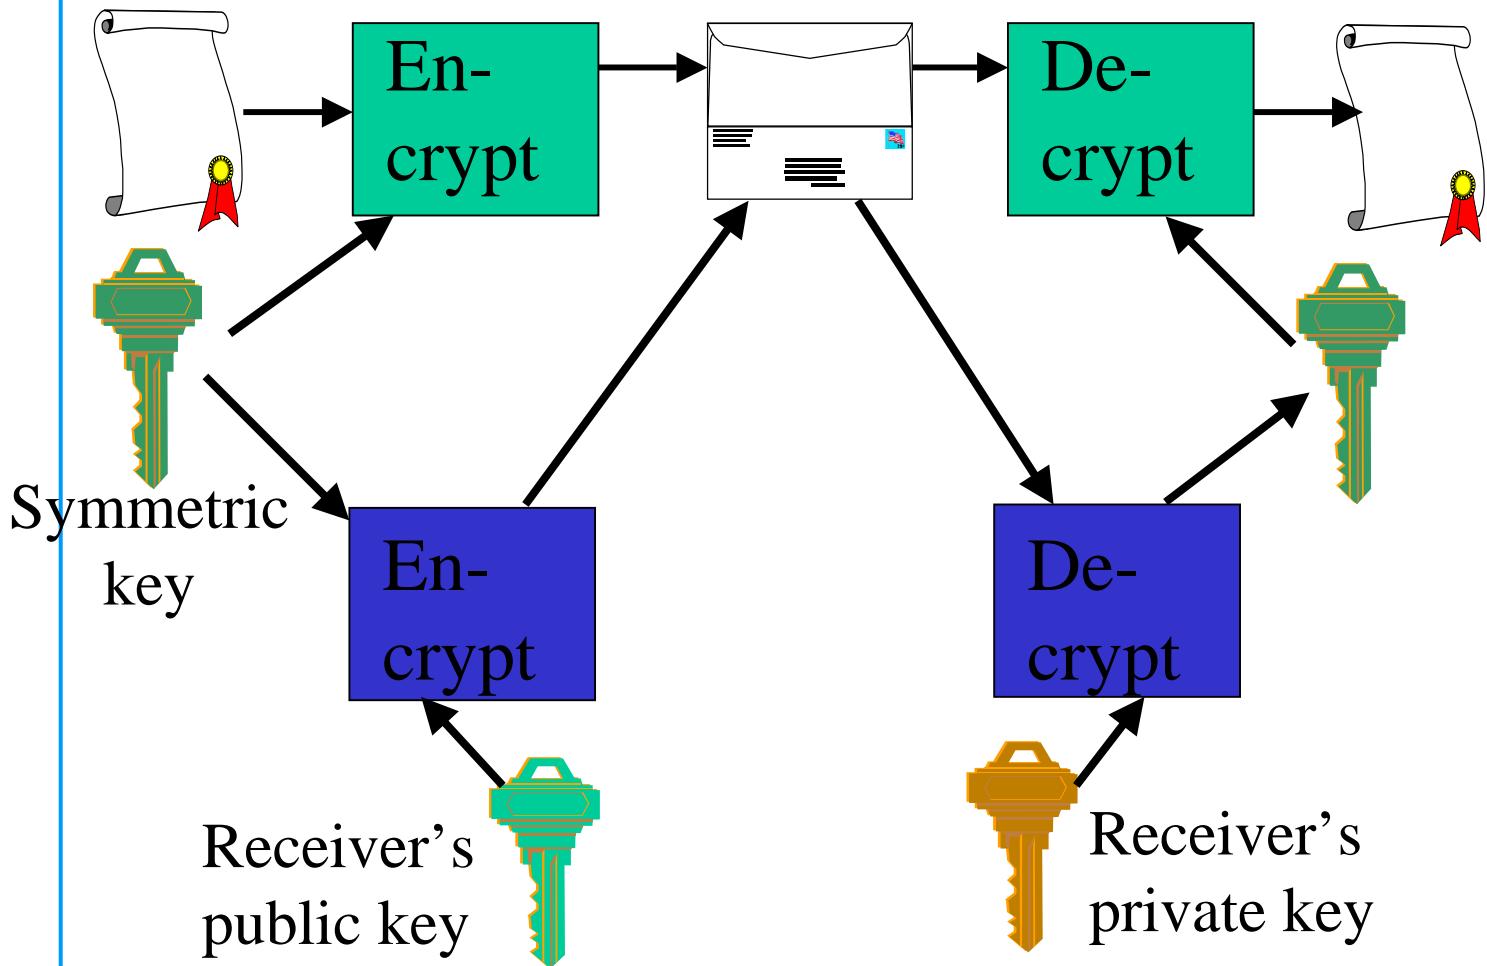 En-
crypt
De-
crypt
Symmetric
key
En-
crypt
De-
crypt
Receiver’s
public key
Receiver’s
private key